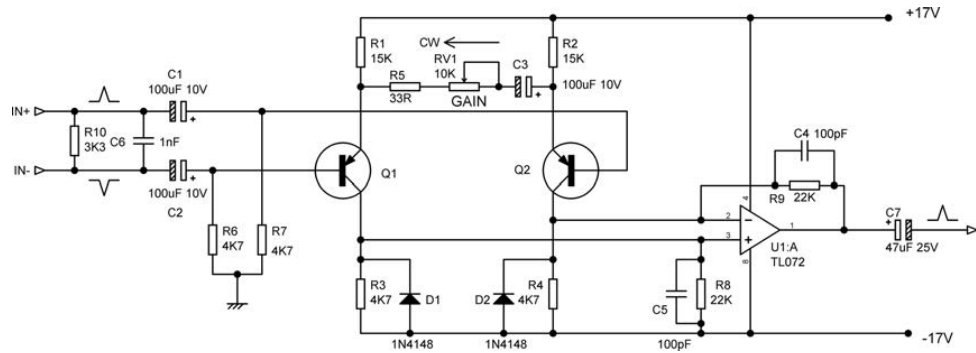 +17V
R1
15K
CW
RV1
10K
R5
33R
GAIN
C3
100uF 10V
+
R2
15K
C1
100uF 10V
+
IN+
R10
3K3
C6
1nF
IN-
+
100uF 10V
C2
Q1
Q2
C4 100pF
R9
22K
R6
4K7
R7
4K7
4
2
−
3
+
1
8
U1:A
TL072
C7
+
47uF 25V
R3
4K7
D1
D2
R4
4K7
C5
R8
22K
1N4148
1N4148
100pF
-17V